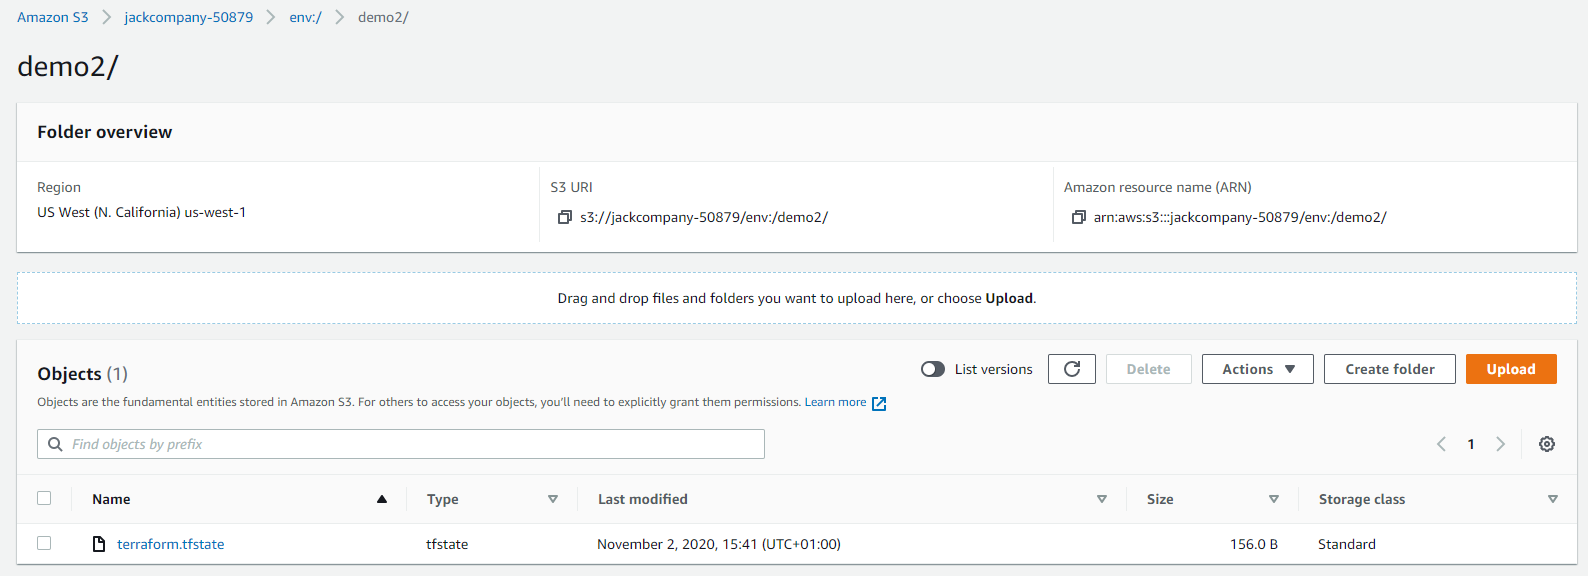 Amazon S3 > jackcompany-50879 > env:/ > demo2/
demo2/
Folder overview
Region
US West (N. California) us-west-1
S3 URI
s3://jackcompany-50879/env:/demo2/
Amazon resource name (ARN)
arn:aws:s3:::jackcompany-50879/env:/demo2/
Drag and drop files and folders you want to upload here, or choose Upload.
Objects (1)
List versions
Delete
Actions
Create folder
Upload
Objects are the fundamental entities stored in Amazon S3. For others to access your objects, you'll need to explicitly grant them permissions. Learn more
Find objects by prefix
1
Name Type Last modified Size Storage class
terraform.tfstate tfstate November 2, 2020, 15:41 (UTC+01:00) 156.0 B Standard